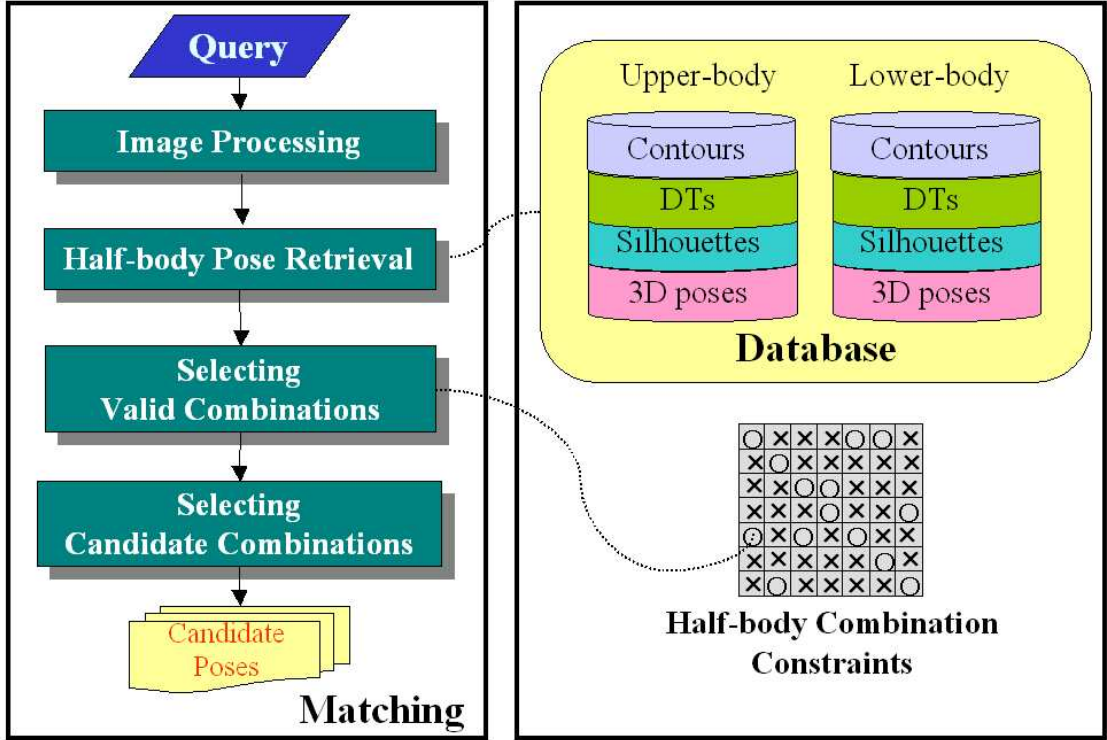 Query
Image Processing
Half-body Pose Retrieval
Selecting
Valid Combinations
Selecting
Candidate Combinations
Candidate
Poses
Matching
Upper-body
Lower-body
Contours
DTs
Silhouettes
3D poses
Contours
DTs
Silhouettes
3D poses
Database
Half-body Combination
Constraints